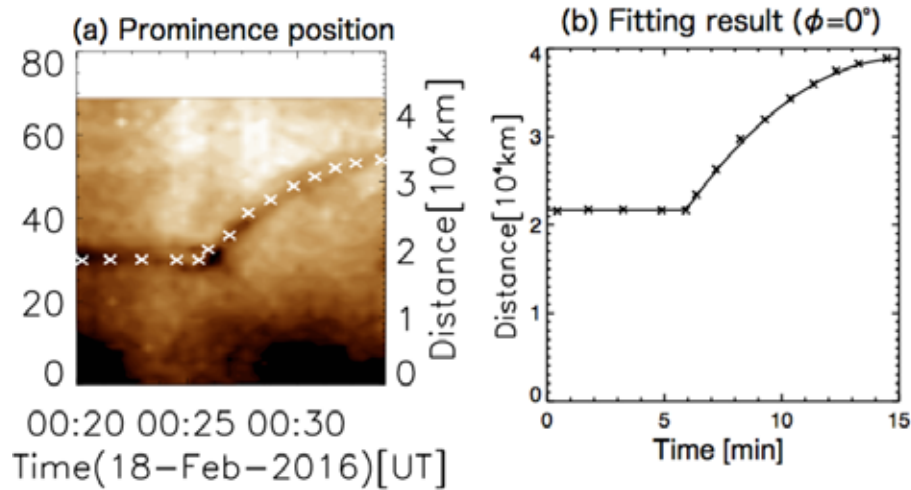 (a) Prominence position
80
60
40
20
0
4
3
2
1
0
Distance[10⁴km]
00:20 00:25 00:30
Time(18-Feb-2016)[UT]
(b) Fitting result (ϕ=0°)
4
3
2
1
0
Distance[10⁴km]
0 5 10 15
Time [min]